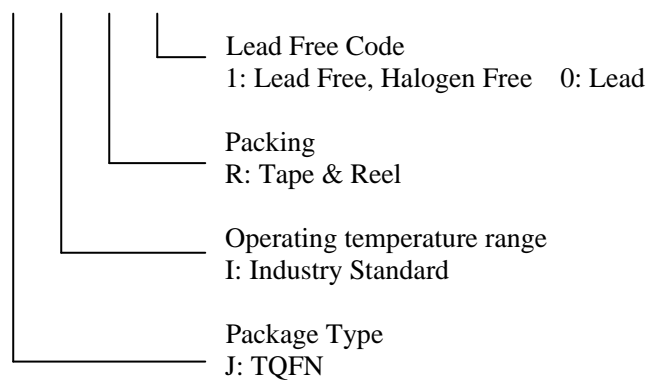 Lead Free Code
1: Lead Free, Halogen Free 0: Lead
Packing
R: Tape & Reel
Operating temperature range
I: Industry Standard
Package Type
J: TQFN